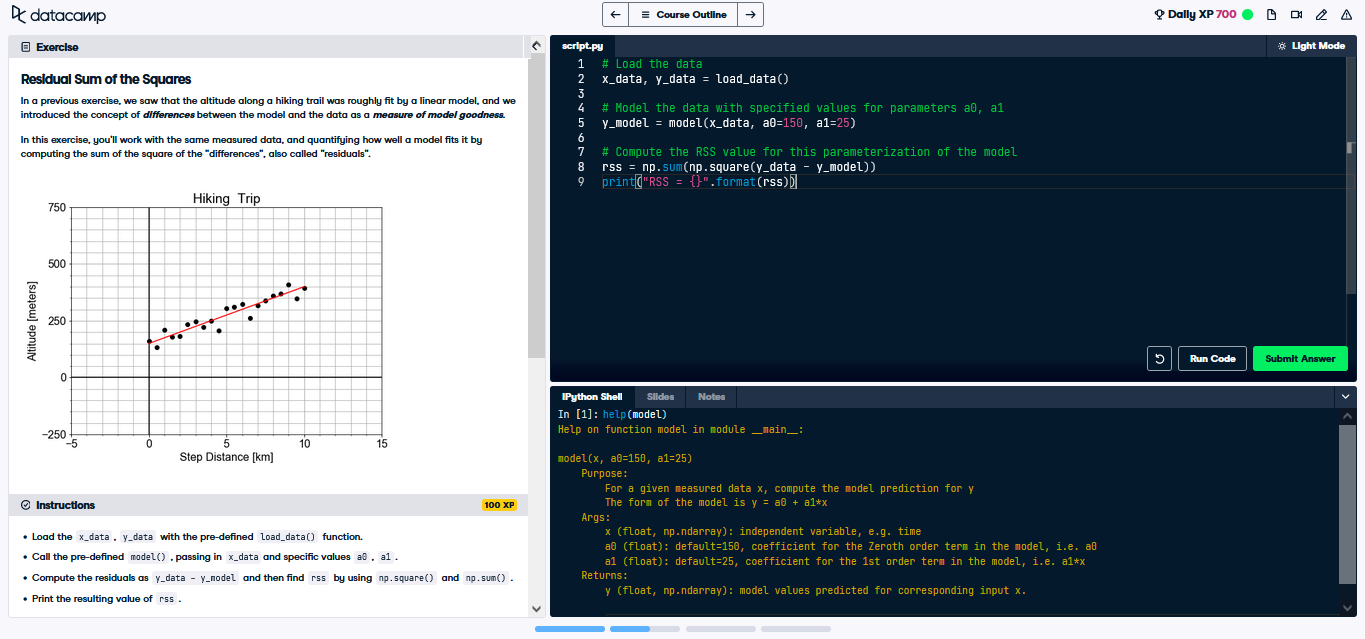 datacamp
Course Outline
Daily XP 700
Exercise
Residual Sum of the Squares
In a previous exercise, we saw that the altitude along a hiking trail was roughly fit by a linear model, and we
introduced the concept of differences between the model and the data as a measure of model goodness.
In this exercise, you'll work with the same measured data, and quantifying how well a model fits it by
computing the sum of the square of the "differences", also called "residuals".
Hiking Trip
750
500
250
0
−250
−5
0
5
10
15
Altitude [meters]
Step Distance [km]
Instructions
100 XP
• Load the x_data , y_data with the pre-defined load_data() function.
• Call the pre-defined model() , passing in x_data and specific values a0 , a1 .
• Compute the residuals as y_data - y_model and then find rss by using np.square() and np.sum() .
• Print the resulting value of rss .
script.py
Light Mode
1 # Load the data
2 x_data, y_data = load_data()
3
4 # Model the data with specified values for parameters a0, a1
5 y_model = model(x_data, a0=150, a1=25)
6
7 # Compute the RSS value for this parameterization of the model
8 rss = np.sum(np.square(y_data - y_model))
9 print("RSS = {}".format(rss))
Run Code
Submit Answer
IPython Shell
Slides
Notes
In [1]: help(model)
Help on function model in module __main__:
model(x, a0=150, a1=25)
Purpose:
For a given measured data x, compute the model prediction for y
The form of the model is y = a0 + a1*x
Args:
x (float, np.ndarray): independent variable, e.g. time
a0 (float): default=150, coefficient for the Zeroth order term in the model, i.e. a0
a1 (float): default=25, coefficient for the 1st order term in the model, i.e. a1*x
Returns:
y (float, np.ndarray): model values predicted for corresponding input x.